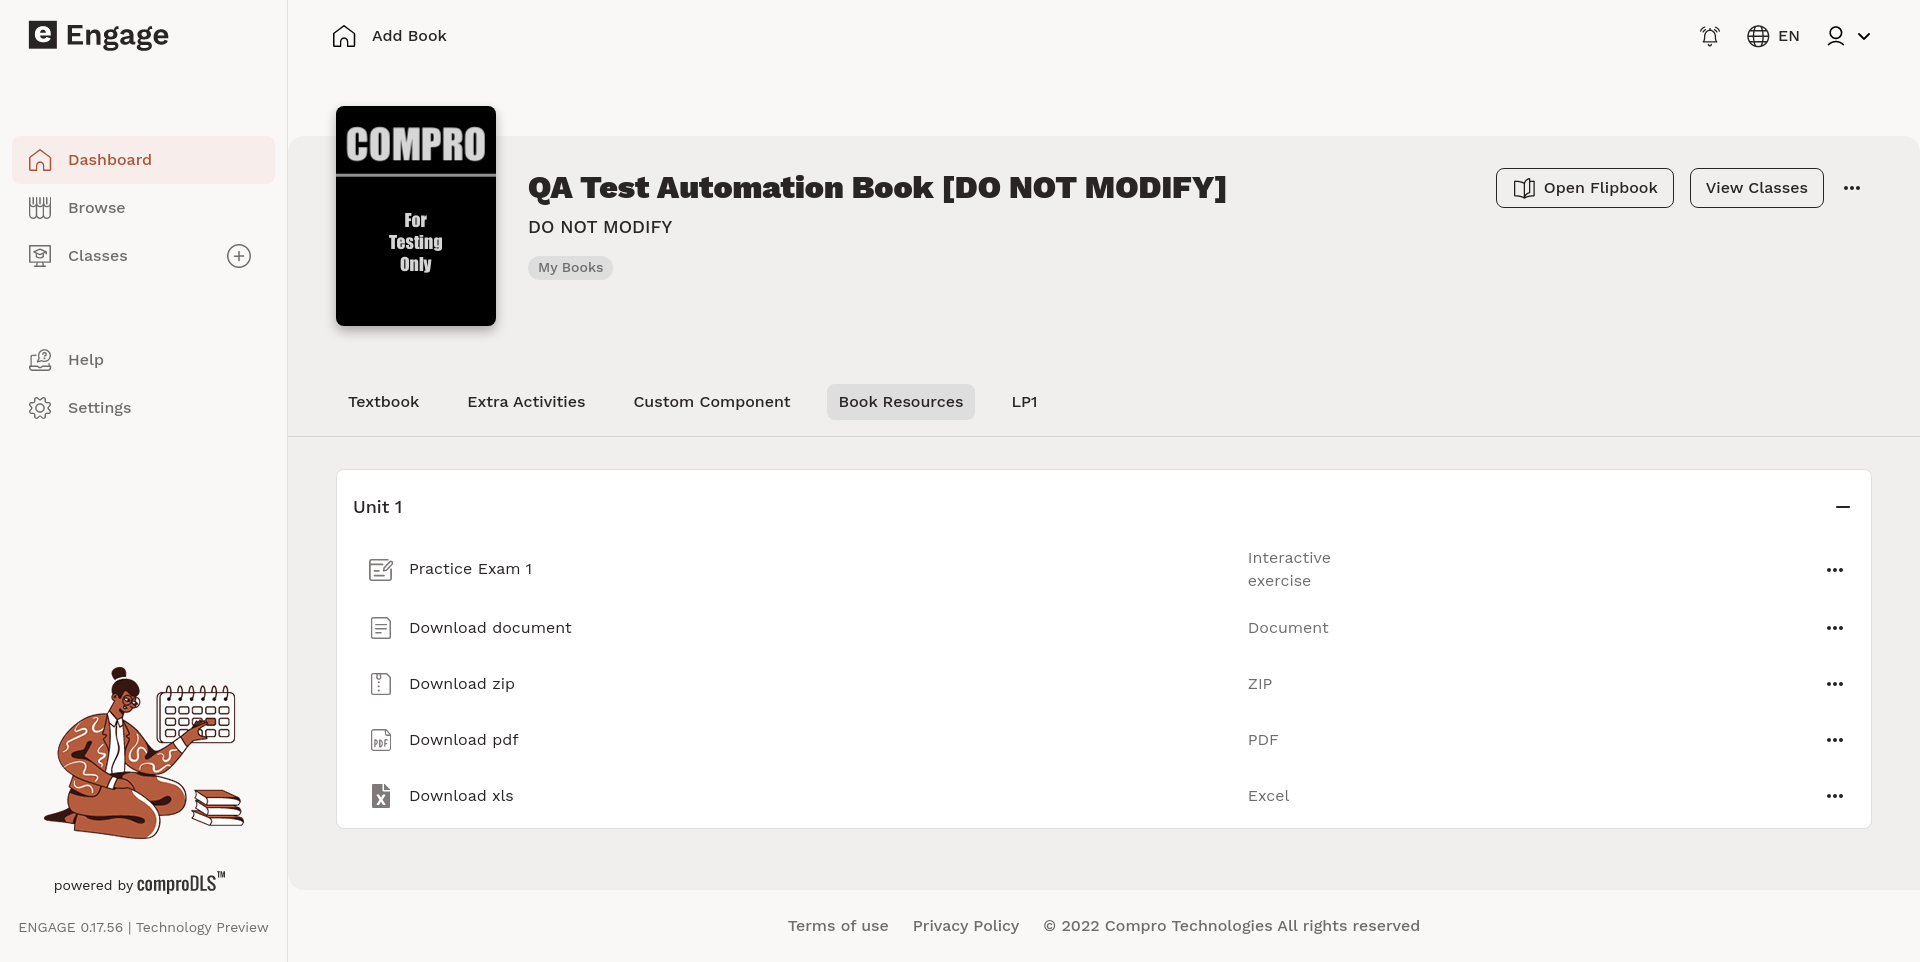 e Engage
Add Book
EN
Dashboard
Browse
Classes
Help
Settings
powered by comproDLS™
ENGAGE 0.17.56 | Technology Preview
COMPRO
For
Testing
Only
QA Test Automation Book [DO NOT MODIFY]
DO NOT MODIFY
My Books
Open Flipbook
View Classes
Textbook
Extra Activities
Custom Component
Book Resources
LP1
Unit 1
Practice Exam 1
Interactive
exercise
Download document
Document
Download zip
ZIP
PDF
Download pdf
PDF
Download xls
Excel
Terms of use
Privacy Policy
© 2022 Compro Technologies All rights reserved